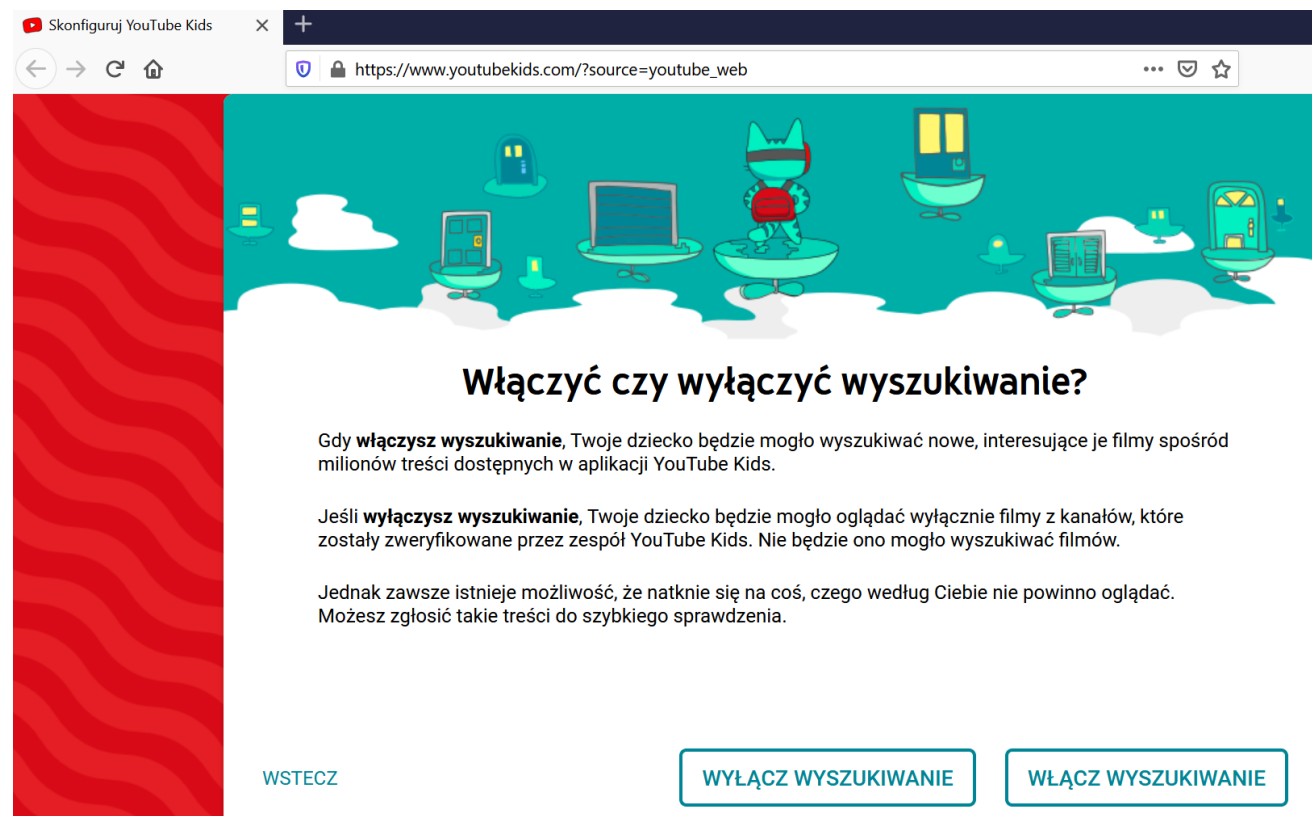 Skonfiguruj YouTube Kids
https://www.youtubekids.com/?source=youtube_web
Włączyć czy wyłączyć wyszukiwanie?
Gdy włączysz wyszukiwanie, Twoje dziecko będzie mogło wyszukiwać nowe, interesujące je filmy spośród
milionów treści dostępnych w aplikacji YouTube Kids.
Jeśli wyłączysz wyszukiwanie, Twoje dziecko będzie mogło oglądać wyłącznie filmy z kanałów, które
zostały zweryfikowane przez zespół YouTube Kids. Nie będzie ono mogło wyszukiwać filmów.
Jednak zawsze istnieje możliwość, że natknie się na coś, czego według Ciebie nie powinno oglądać.
Możesz zgłosić takie treści do szybkiego sprawdzenia.
WSTECZ
WYŁĄCZ WYSZUKIWANIE
WŁĄCZ WYSZUKIWANIE